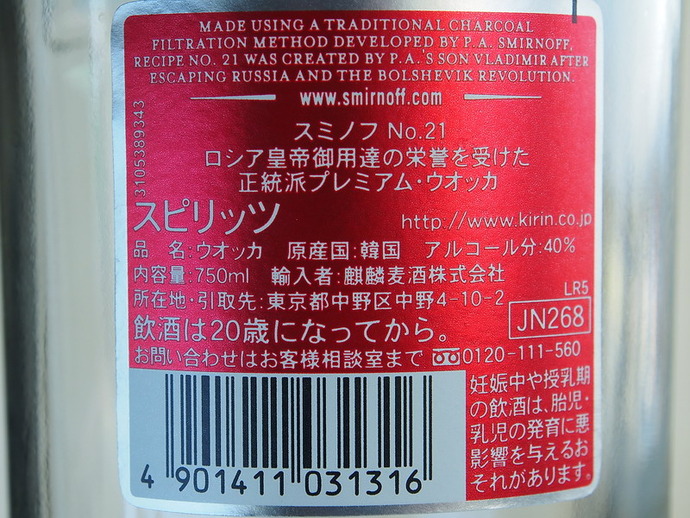 MADE USING A TRADITIONAL CHARCOAL
FILTRATION METHOD DEVELOPED BY P.A. SMIRNOFF,
RECIPE NO. 21 WAS CREATED BY P.A.'S SON VLADIMIR AFTER
ESCAPING RUSSIA AND THE BOLSHEVIK REVOLUTION.
www.smirnoff.com
3105389343
スミノフ No.21
ロシア皇帝御用達の栄誉を受けた
正統派プレミアム・ウオッカ
スピリッツ http://www.kirin.co.jp
品 名:ウオッカ 原産国:韓国 アルコール分:40%
内容量:750ml 輸入者:麒麟麦酒株式会社
所在地・引取先:東京都中野区中野4-10-2
LR5
JN268
飲酒は20歳になってから。
お問い合わせはお客様相談室まで 0120-111-560
妊娠中や授乳期
の飲酒は、胎児・
乳児の発育に悪
影響を与えるお
それがあります。
4 901411 031316